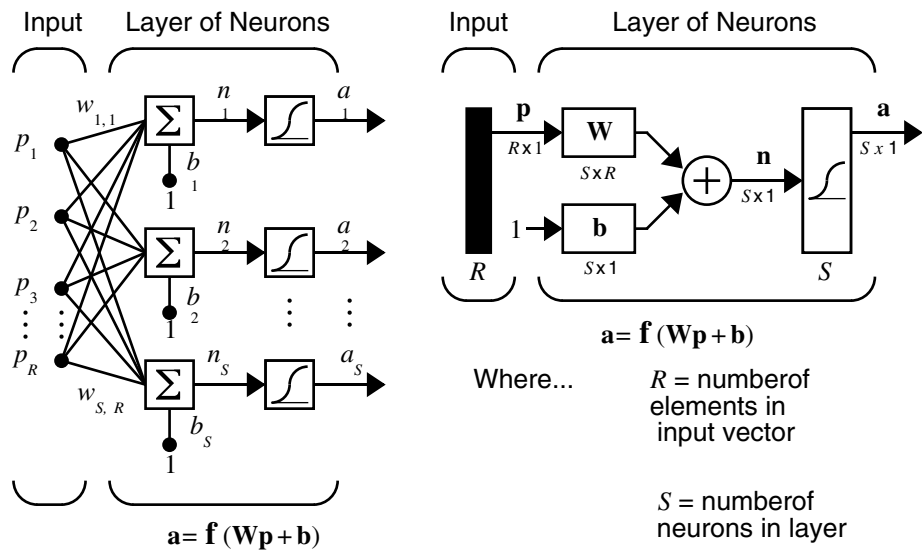 Input Layer of Neurons
w1,1
n1 a1
p1
Σ
b1
1
p2
n2 a2
Σ
p3
b2
1
pR
nS aS
wS, R
Σ
bS
1
a= f (Wp + b)
Input Layer of Neurons
p W
R x 1
S x R
n
S x 1
a
S x 1
1 b
S x 1
R S
a= f (Wp + b)
Where... R = numberof
elements in
input vector
S = numberof
neurons in layer